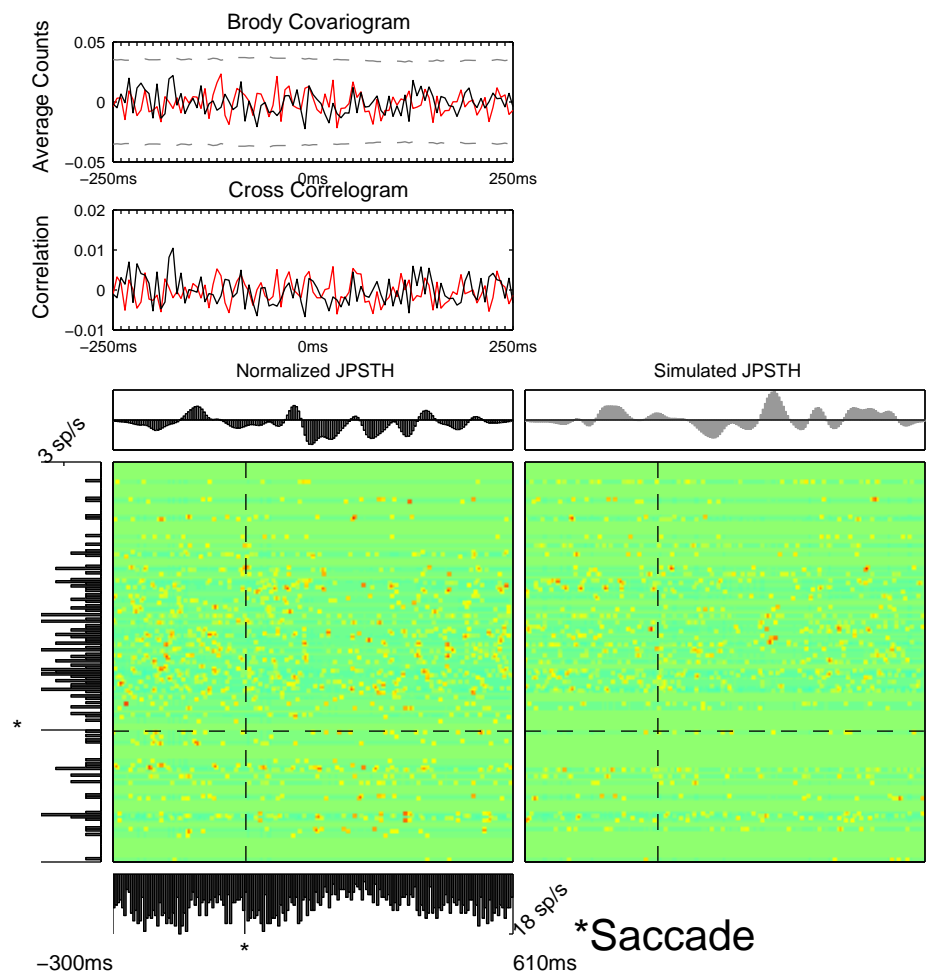 Brody Covariogram
0.05
0
−0.05
Average Counts
−250ms
0ms
250ms
Cross Correlogram
0.02
0.01
0
−0.01
Correlation
−250ms
0ms
250ms
Normalized JPSTH
Simulated JPSTH
3 sp/s
*
18 sp/s
*
*Saccade
−300ms
610ms